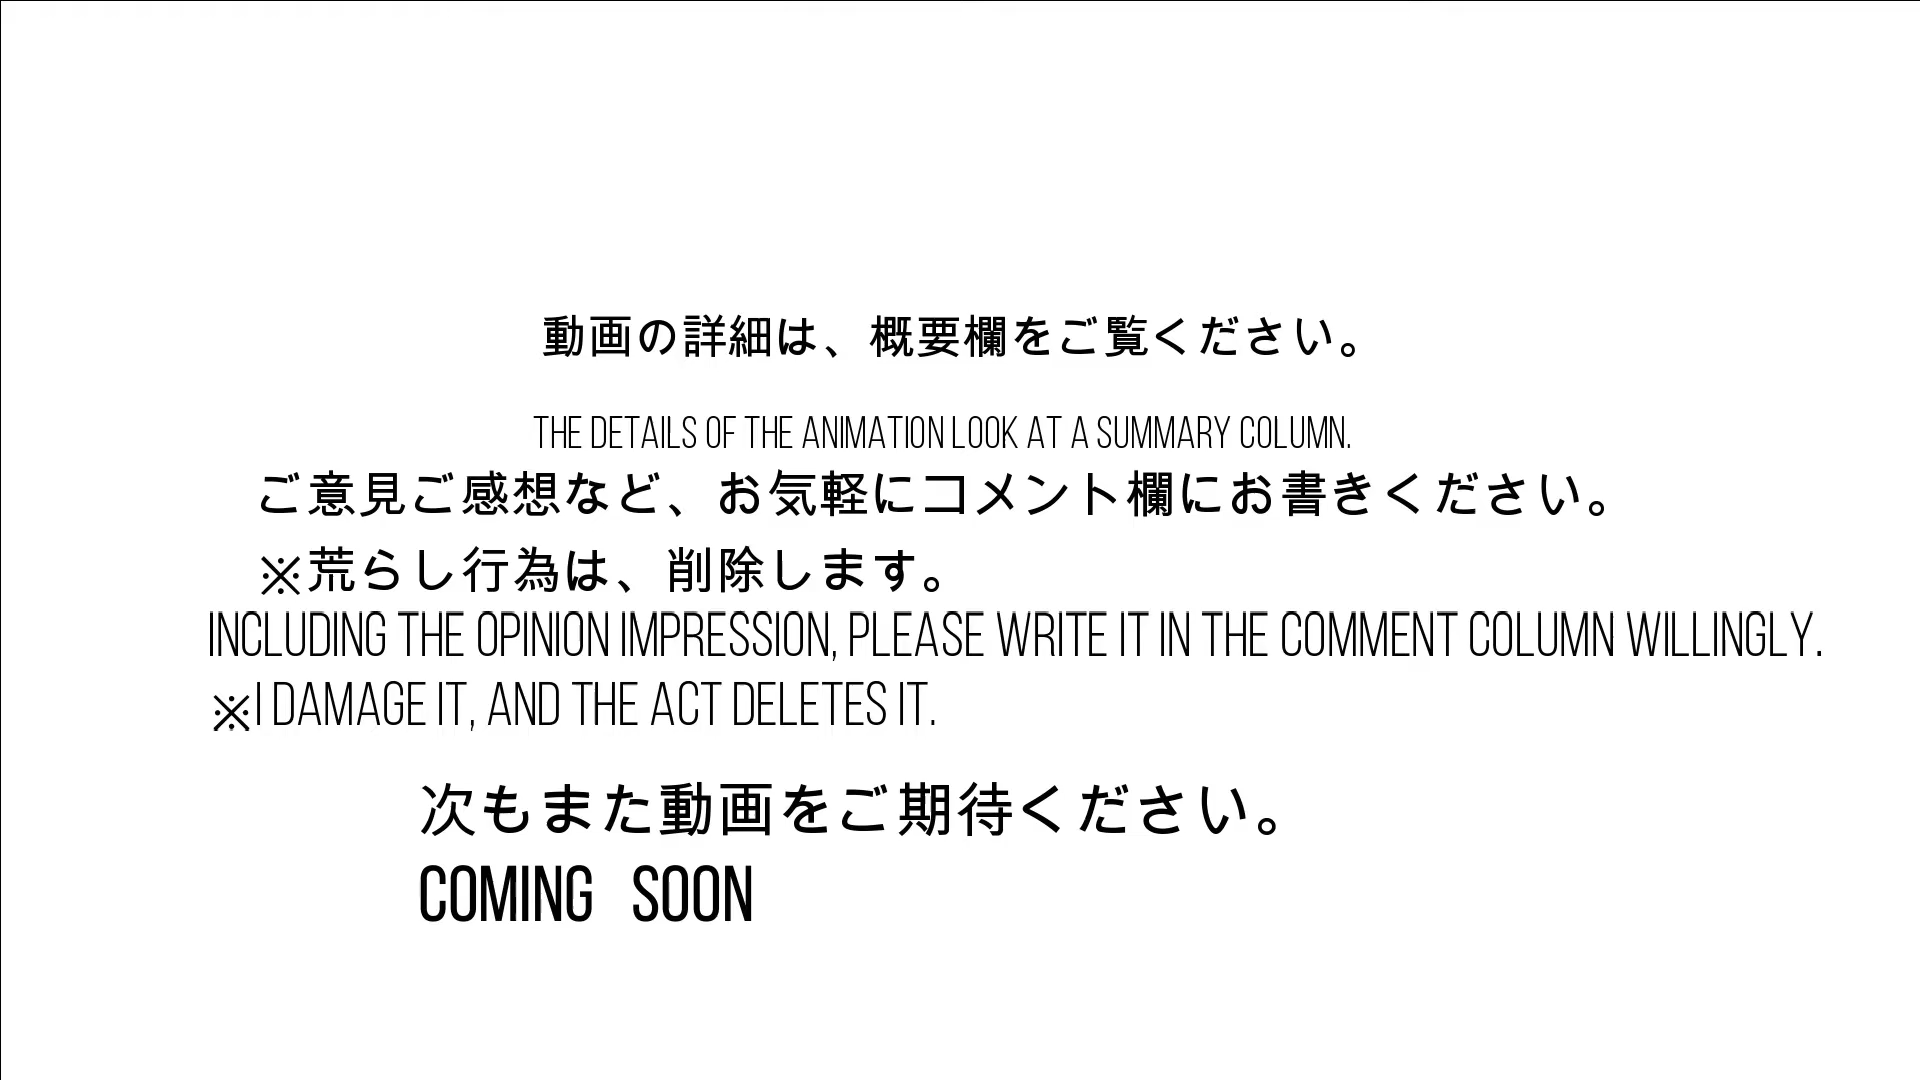 動画の詳細は、概要欄をご覧ください。
THE DETAILS OF THE ANIMATION LOOK AT A SUMMARY COLUMN.
ご意見ご感想など、お気軽にコメント欄にお書きください。
※荒らし行為は、削除します。
INCLUDING THE OPINION IMPRESSION, PLEASE WRITE IT IN THE COMMENT COLUMN WILLINGLY.
※I DAMAGE IT, AND THE ACT DELETES IT.
次もまた動画をご期待ください。
COMING SOON